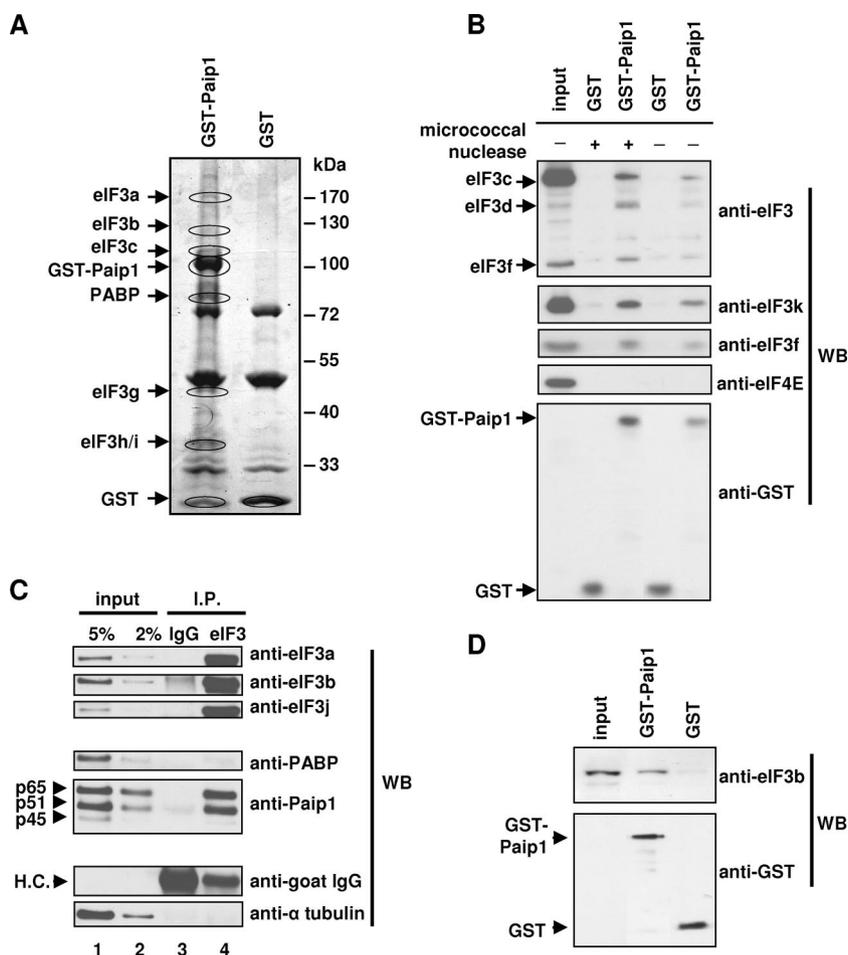 A
GST-Paip1
GST
kDa
eIF3a
170
eIF3b
130
eIF3c
GST-Paip1
100
PABP
72
55
eIF3g
40
eIF3h/i
33
GST
B
input
GST
GST-Paip1
GST
GST-Paip1
micrococcal
nuclease
– + + – –
eIF3c
eIF3d
anti-eIF3
eIF3f
anti-eIF3k
anti-eIF3f
WB
anti-eIF4E
GST-Paip1
anti-GST
GST
C
input I.P.
5% 2% IgG eIF3
anti-eIF3a
anti-eIF3b
anti-eIF3j
anti-PABP
WB
p65
p51
p45
anti-Paip1
H.C.
anti-goat IgG
anti-α tubulin
1 2 3 4
D
input
GST-Paip1
GST
anti-eIF3b
WB
GST-
Paip1
anti-GST
GST